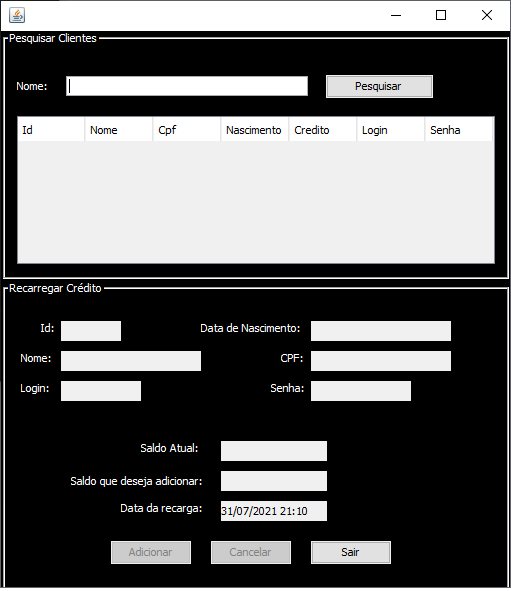 Pesquisar Clientes
Nome: Pesquisar
Id Nome Cpf Nascimento Credito Login Senha
Recarregar Crédito
Id: Data de Nascimento:
Nome: CPF:
Login: Senha:
Saldo Atual:
Saldo que deseja adicionar:
Data da recarga: 31/07/2021 21:10
Adicionar Cancelar Sair